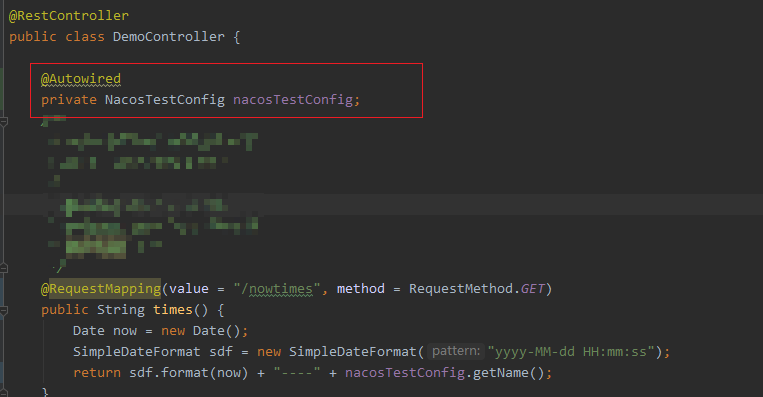 @RestController
public class DemoController {
@Autowired
private NacosTestConfig nacosTestConfig;
*/
@RequestMapping(value = "/nowtimes", method = RequestMethod.GET)
public String times() {
Date now = new Date();
SimpleDateFormat sdf = new SimpleDateFormat( pattern: "yyyy-MM-dd HH:mm:ss");
return sdf.format(now) + "----" + nacosTestConfig.getName();
}